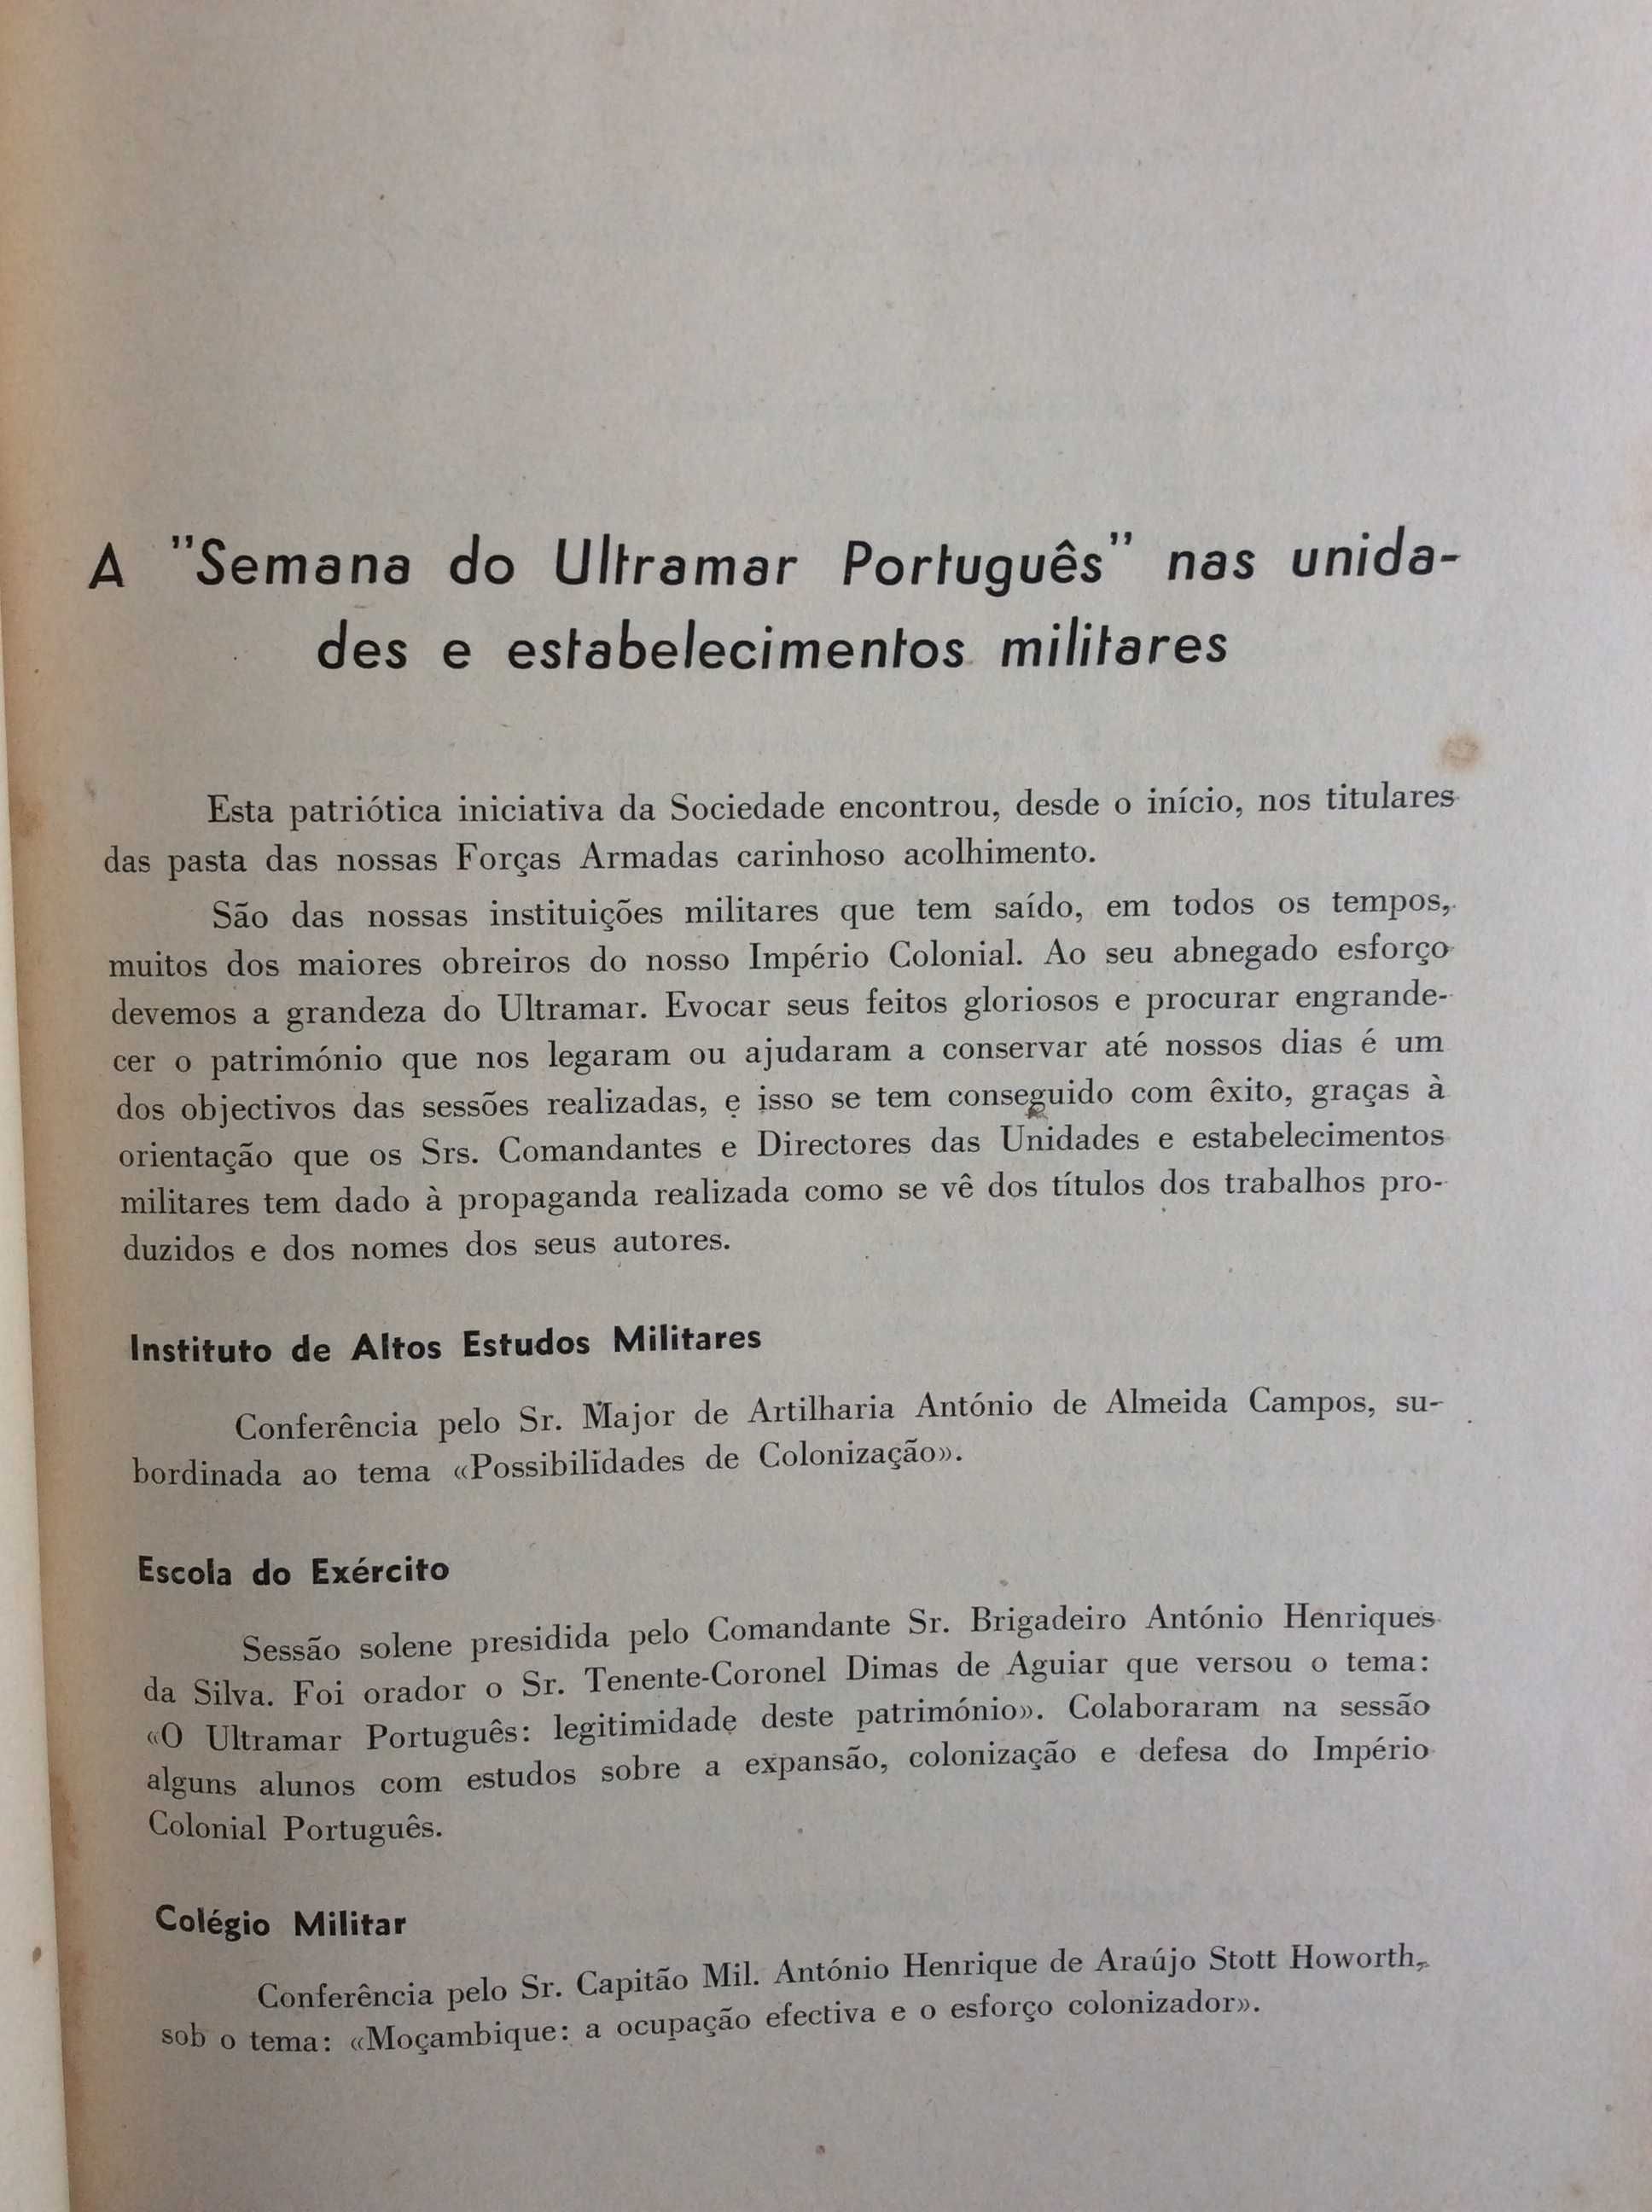 A "Semana do Ultramar Português" nas unida-
des e estabelecimentos militares
Esta patriótica iniciativa da Sociedade encontrou, desde o início, nos titulares
das pasta das nossas Forças Armadas carinhoso acolhimento.
São das nossas instituições militares que tem saído, em todos os tempos,
muitos dos maiores obreiros do nosso Império Colonial. Ao seu abnegado esforço
devemos a grandeza do Ultramar. Evocar seus feitos gloriosos e procurar engrande-
cer o património que nos legaram ou ajudaram a conservar até nossos dias é um
dos objectivos das sessões realizadas, e isso se tem conseguido com êxito, graças à
orientação que os Srs. Comandantes e Directores das Unidades e estabelecimentos
militares tem dado à propaganda realizada como se vê dos títulos dos trabalhos pro-
duzidos e dos nomes dos seus autores.
Instituto de Altos Estudos Militares
Conferência pelo Sr. Major de Artilharia António de Almeida Campos, su-
bordinada ao tema «Possibilidades de Colonização».
Escola do Exército
Sessão solene presidida pelo Comandante Sr. Brigadeiro António Henriques
da Silva. Foi orador o Sr. Tenente-Coronel Dimas de Aguiar que versou o tema:
«O Ultramar Português: legitimidade deste património». Colaboraram na sessão
alguns alunos com estudos sobre a expansão, colonização e defesa do Império
Colonial Português.
Colégio Militar
Conferência pelo Sr. Capitão Mil. António Henrique de Araújo Stott Howorth,
sob o tema: «Moçambique: a ocupação efectiva e o esforço colonizador».